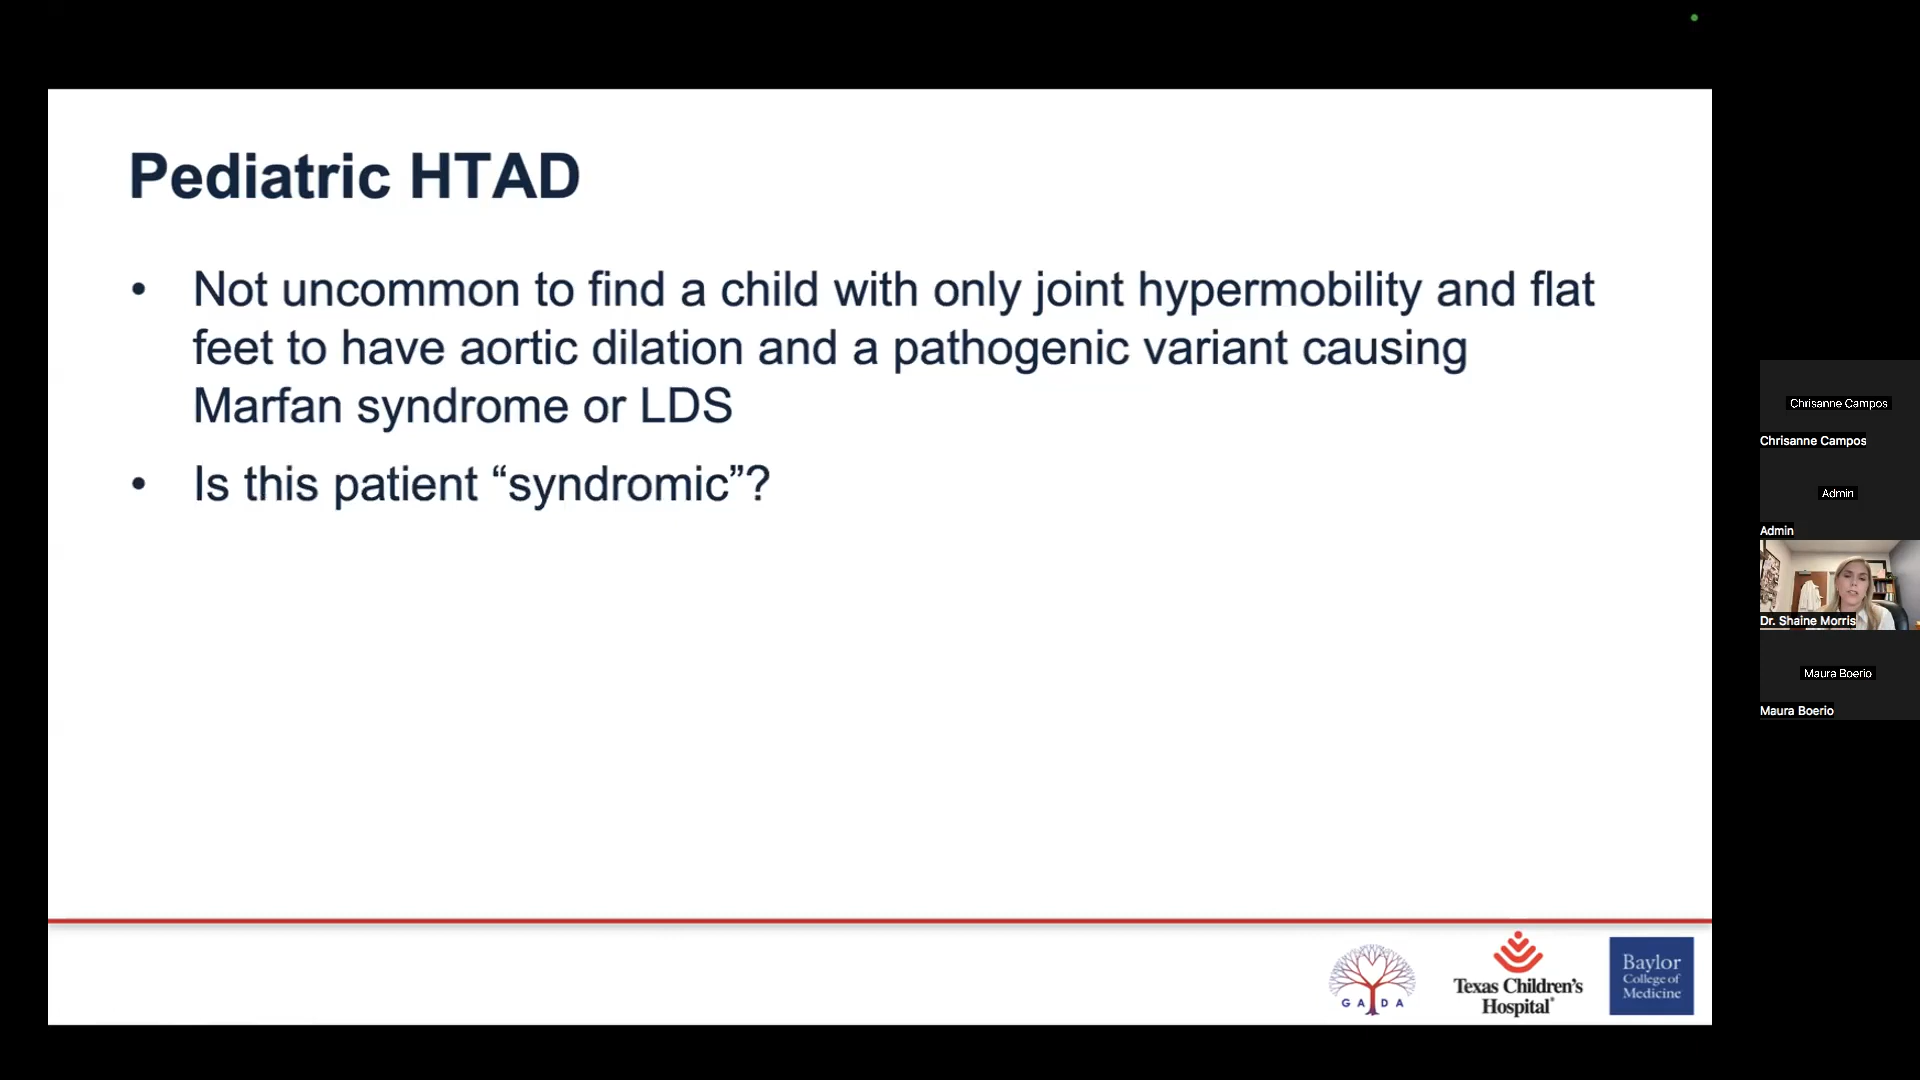 Pediatric HTAD
• Not uncommon to find a child with only joint hypermobility and flat
feet to have aortic dilation and a pathogenic variant causing
Marfan syndrome or LDS
• Is this patient “syndromic”?
GADA
Texas Children's
Hospital®
Baylor
College of
Medicine
Chrisanne Campos
Chrisanne Campos
Admin
Admin
Dr. Shaine Morris
Maura Boerio
Maura Boerio